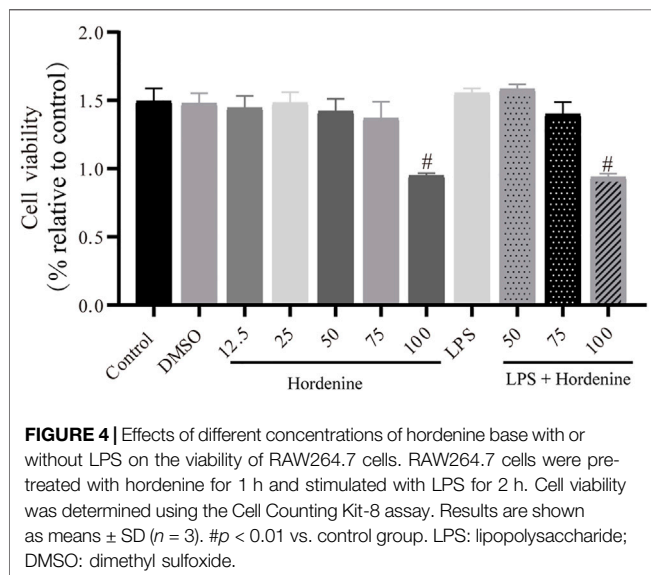 Cell viability
(% relative to control)
2.0
1.5
1.0
0.5
0.0
#
#
Control
DMSO
12.5
25
50
75
100
LPS
50
75
100
Hordenine
LPS + Hordenine
FIGURE 4 | Effects of different concentrations of hordenine base with or
without LPS on the viability of RAW264.7 cells. RAW264.7 cells were pre-
treated with hordenine for 1 h and stimulated with LPS for 2 h. Cell viability
was determined using the Cell Counting Kit-8 assay. Results are shown
as means ± SD (n = 3). #p < 0.01 vs. control group. LPS: lipopolysaccharide;
DMSO: dimethyl sulfoxide.